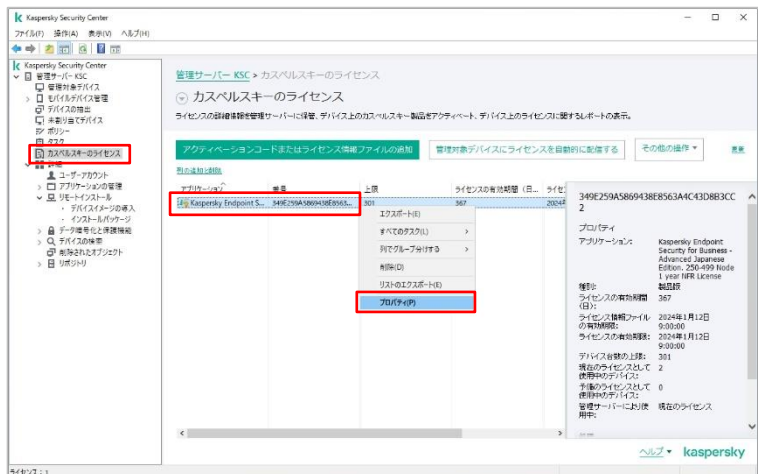 Kaspersky Security Center
ファイル(F) 操作(A) 表示(V) ヘルプ(H)
Kaspersky Security Center
管理サーバー KSC
管理対象デバイス
モバイルデバイス管理
デバイスの抽出
未割り当てデバイス
ポリシー
タスク
カスペルスキーのライセンス
詳細
ユーザーアカウント
アプリケーションの管理
リモートインストール
・ デバイスイメージの導入
・ インストールパッケージ
データ暗号化と保護機能
デバイスの検索
削除されたオブジェクト
リポジトリ
管理サーバー KSC > カスペルスキーのライセンス
カスペルスキーのライセンス
ライセンスの詳細情報を管理サーバーに保管、デバイス上のカスペルスキー製品をアクティベート、デバイス上のライセンスに関するレポートの表示。
アクティベーションコードまたはライセンス情報ファイルの追加
管理対象デバイスにライセンスを自動的に配信する
その他の操作
更新
列の追加と削除
アプリケーション 番号 上限 ライセンスの有効期間（日... ライセ
Kaspersky Endpoint S... 349E259A5869438E8563... 301 367 2024年
エクスポート(E)
すべてのタスク(L) >
列でグループ分けする >
削除(D)
リストのエクスポート(E)
プロパティ(P)
349E259A5869438E8563A4C43D8B3CC
2
プロパティ
アプリケーション: Kaspersky Endpoint
Security for Business -
Advanced Japanese
Edition. 250-499 Node
1 year NFR License
種別: 製品版
ライセンスの有効期間 367
(日):
ライセンス情報ファイル 2024年1月12日
の有効期限: 9:00:00
ライセンスの有効期限: 2024年1月12日
9:00:00
デバイス台数の上限: 301
現在のライセンスとして 2
使用中のデバイス:
予備のライセンスとして 0
使用中のデバイス:
管理サーバーにより使 現在のライセンス
用中:
ヘルプ kaspersky
ライセンス : 1